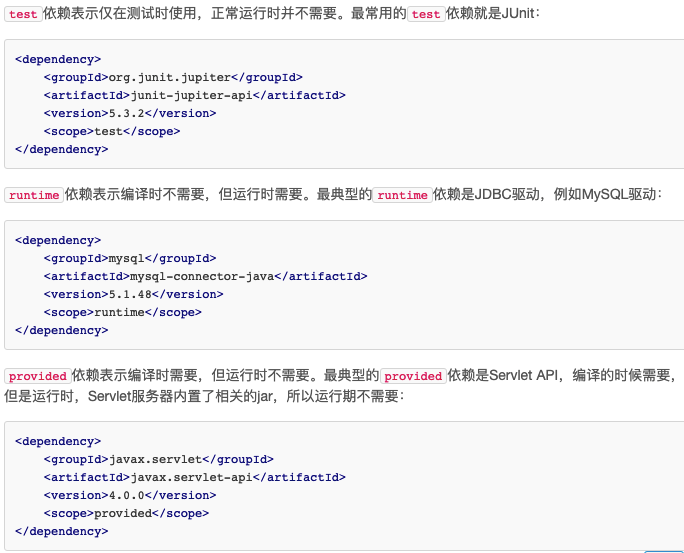 test依赖表示仅在测试时使用，正常运行时并不需要。最常用的test依赖就是JUnit：
<dependency>
    <groupId>org.junit.jupiter</groupId>
    <artifactId>junit-jupiter-api</artifactId>
    <version>5.3.2</version>
    <scope>test</scope>
</dependency>
runtime依赖表示编译时不需要，但运行时需要。最典型的runtime依赖是JDBC驱动，例如MySQL驱动：
<dependency>
    <groupId>mysql</groupId>
    <artifactId>mysql-connector-java</artifactId>
    <version>5.1.48</version>
    <scope>runtime</scope>
</dependency>
provided依赖表示编译时需要，但运行时不需要。最典型的provided依赖是Servlet API，编译的时候需要，
但是运行时，Servlet服务器内置了相关的jar，所以运行期不需要：
<dependency>
    <groupId>javax.servlet</groupId>
    <artifactId>javax.servlet-api</artifactId>
    <version>4.0.0</version>
    <scope>provided</scope>
</dependency>